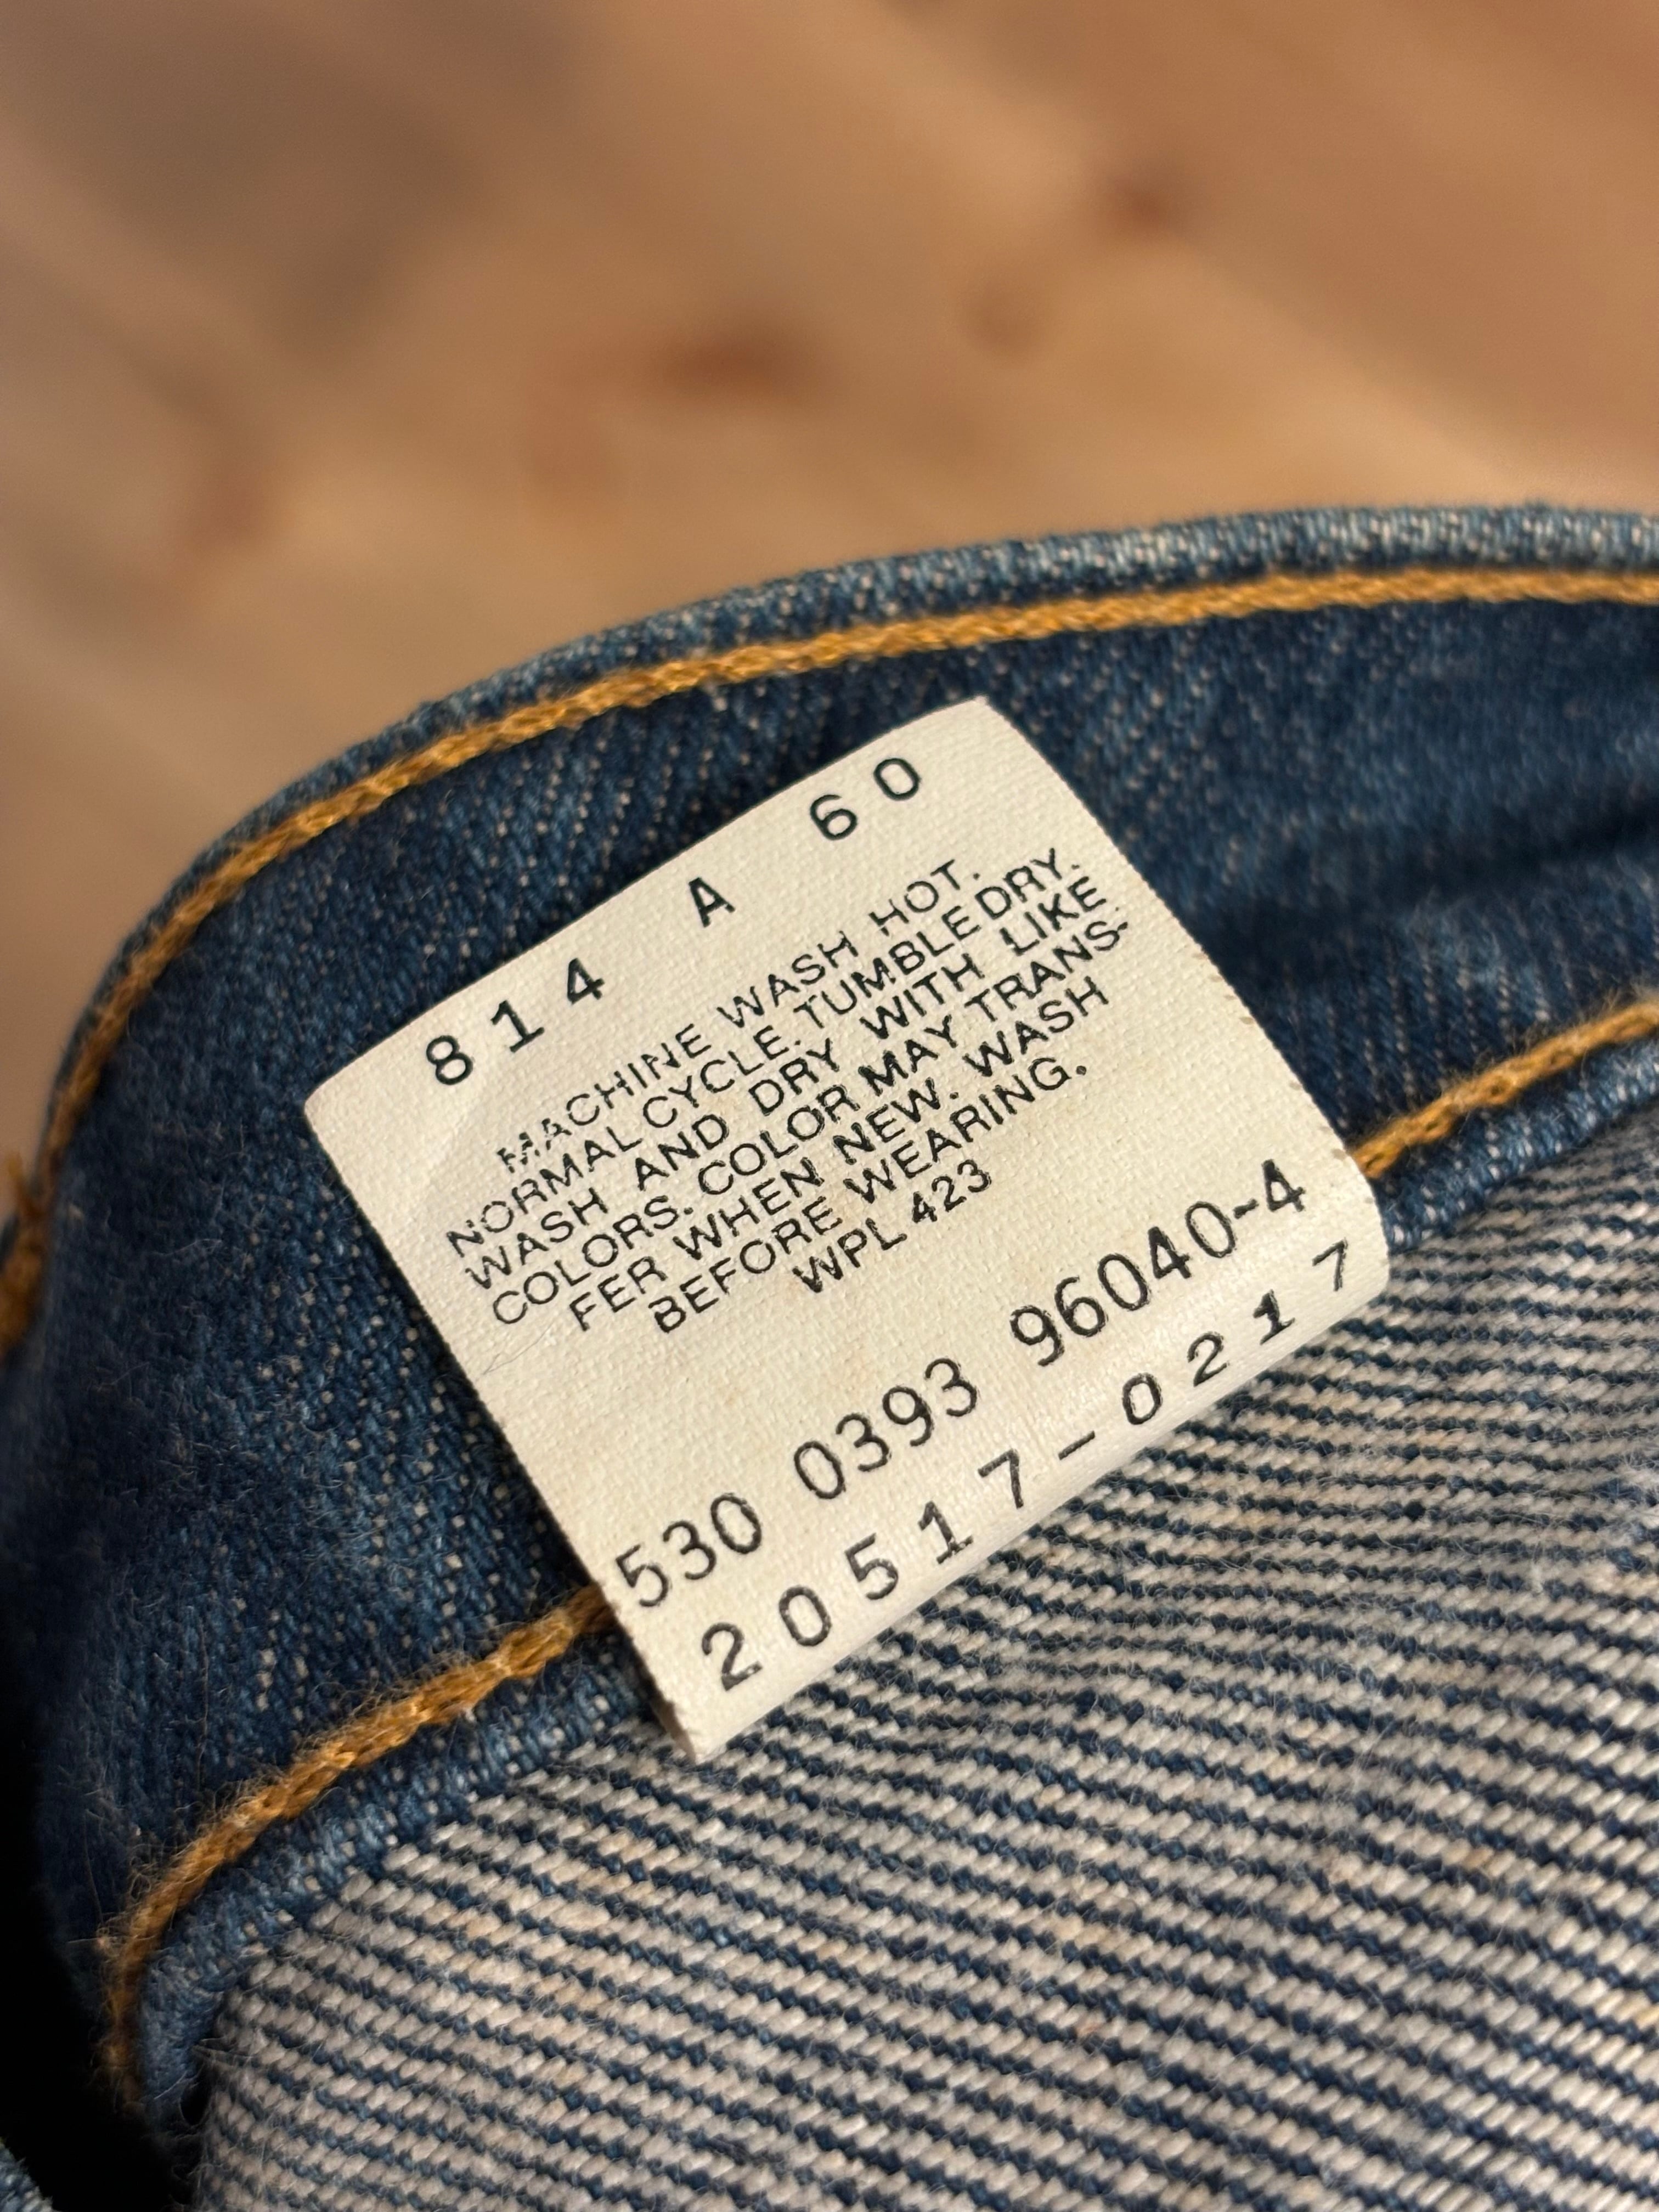 814 A 60
MACHINE WASH HOT.
NORMAL CYCLE. TUMBLE DRY.
WASH AND DRY WITH LIKE
COLORS. COLOR MAY TRANS-
FER WHEN NEW. WASH
BEFORE WEARING.
WPL 423
530 0393 96040-4
20517-0217